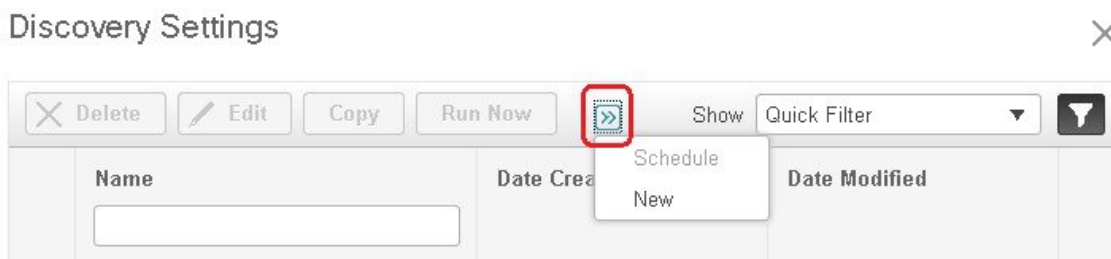 Discovery Settings
Delete Edit Copy Run Now Show Quick Filter
Schedule
Name Date Crea Date Modified
New